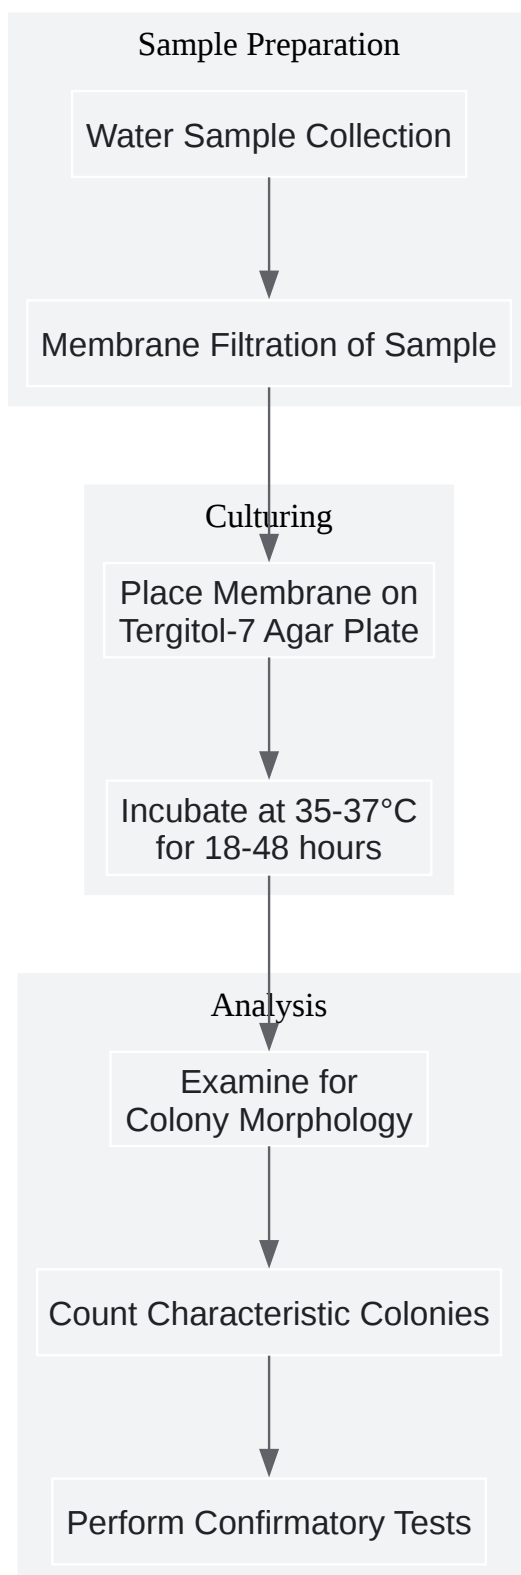 Sample Preparation
Water Sample Collection
Membrane Filtration of Sample
Culturing
Place Membrane on
Tergitol-7 Agar Plate
Incubate at 35-37°C
for 18-48 hours
Analysis
Examine for
Colony Morphology
Count Characteristic Colonies
Perform Confirmatory Tests